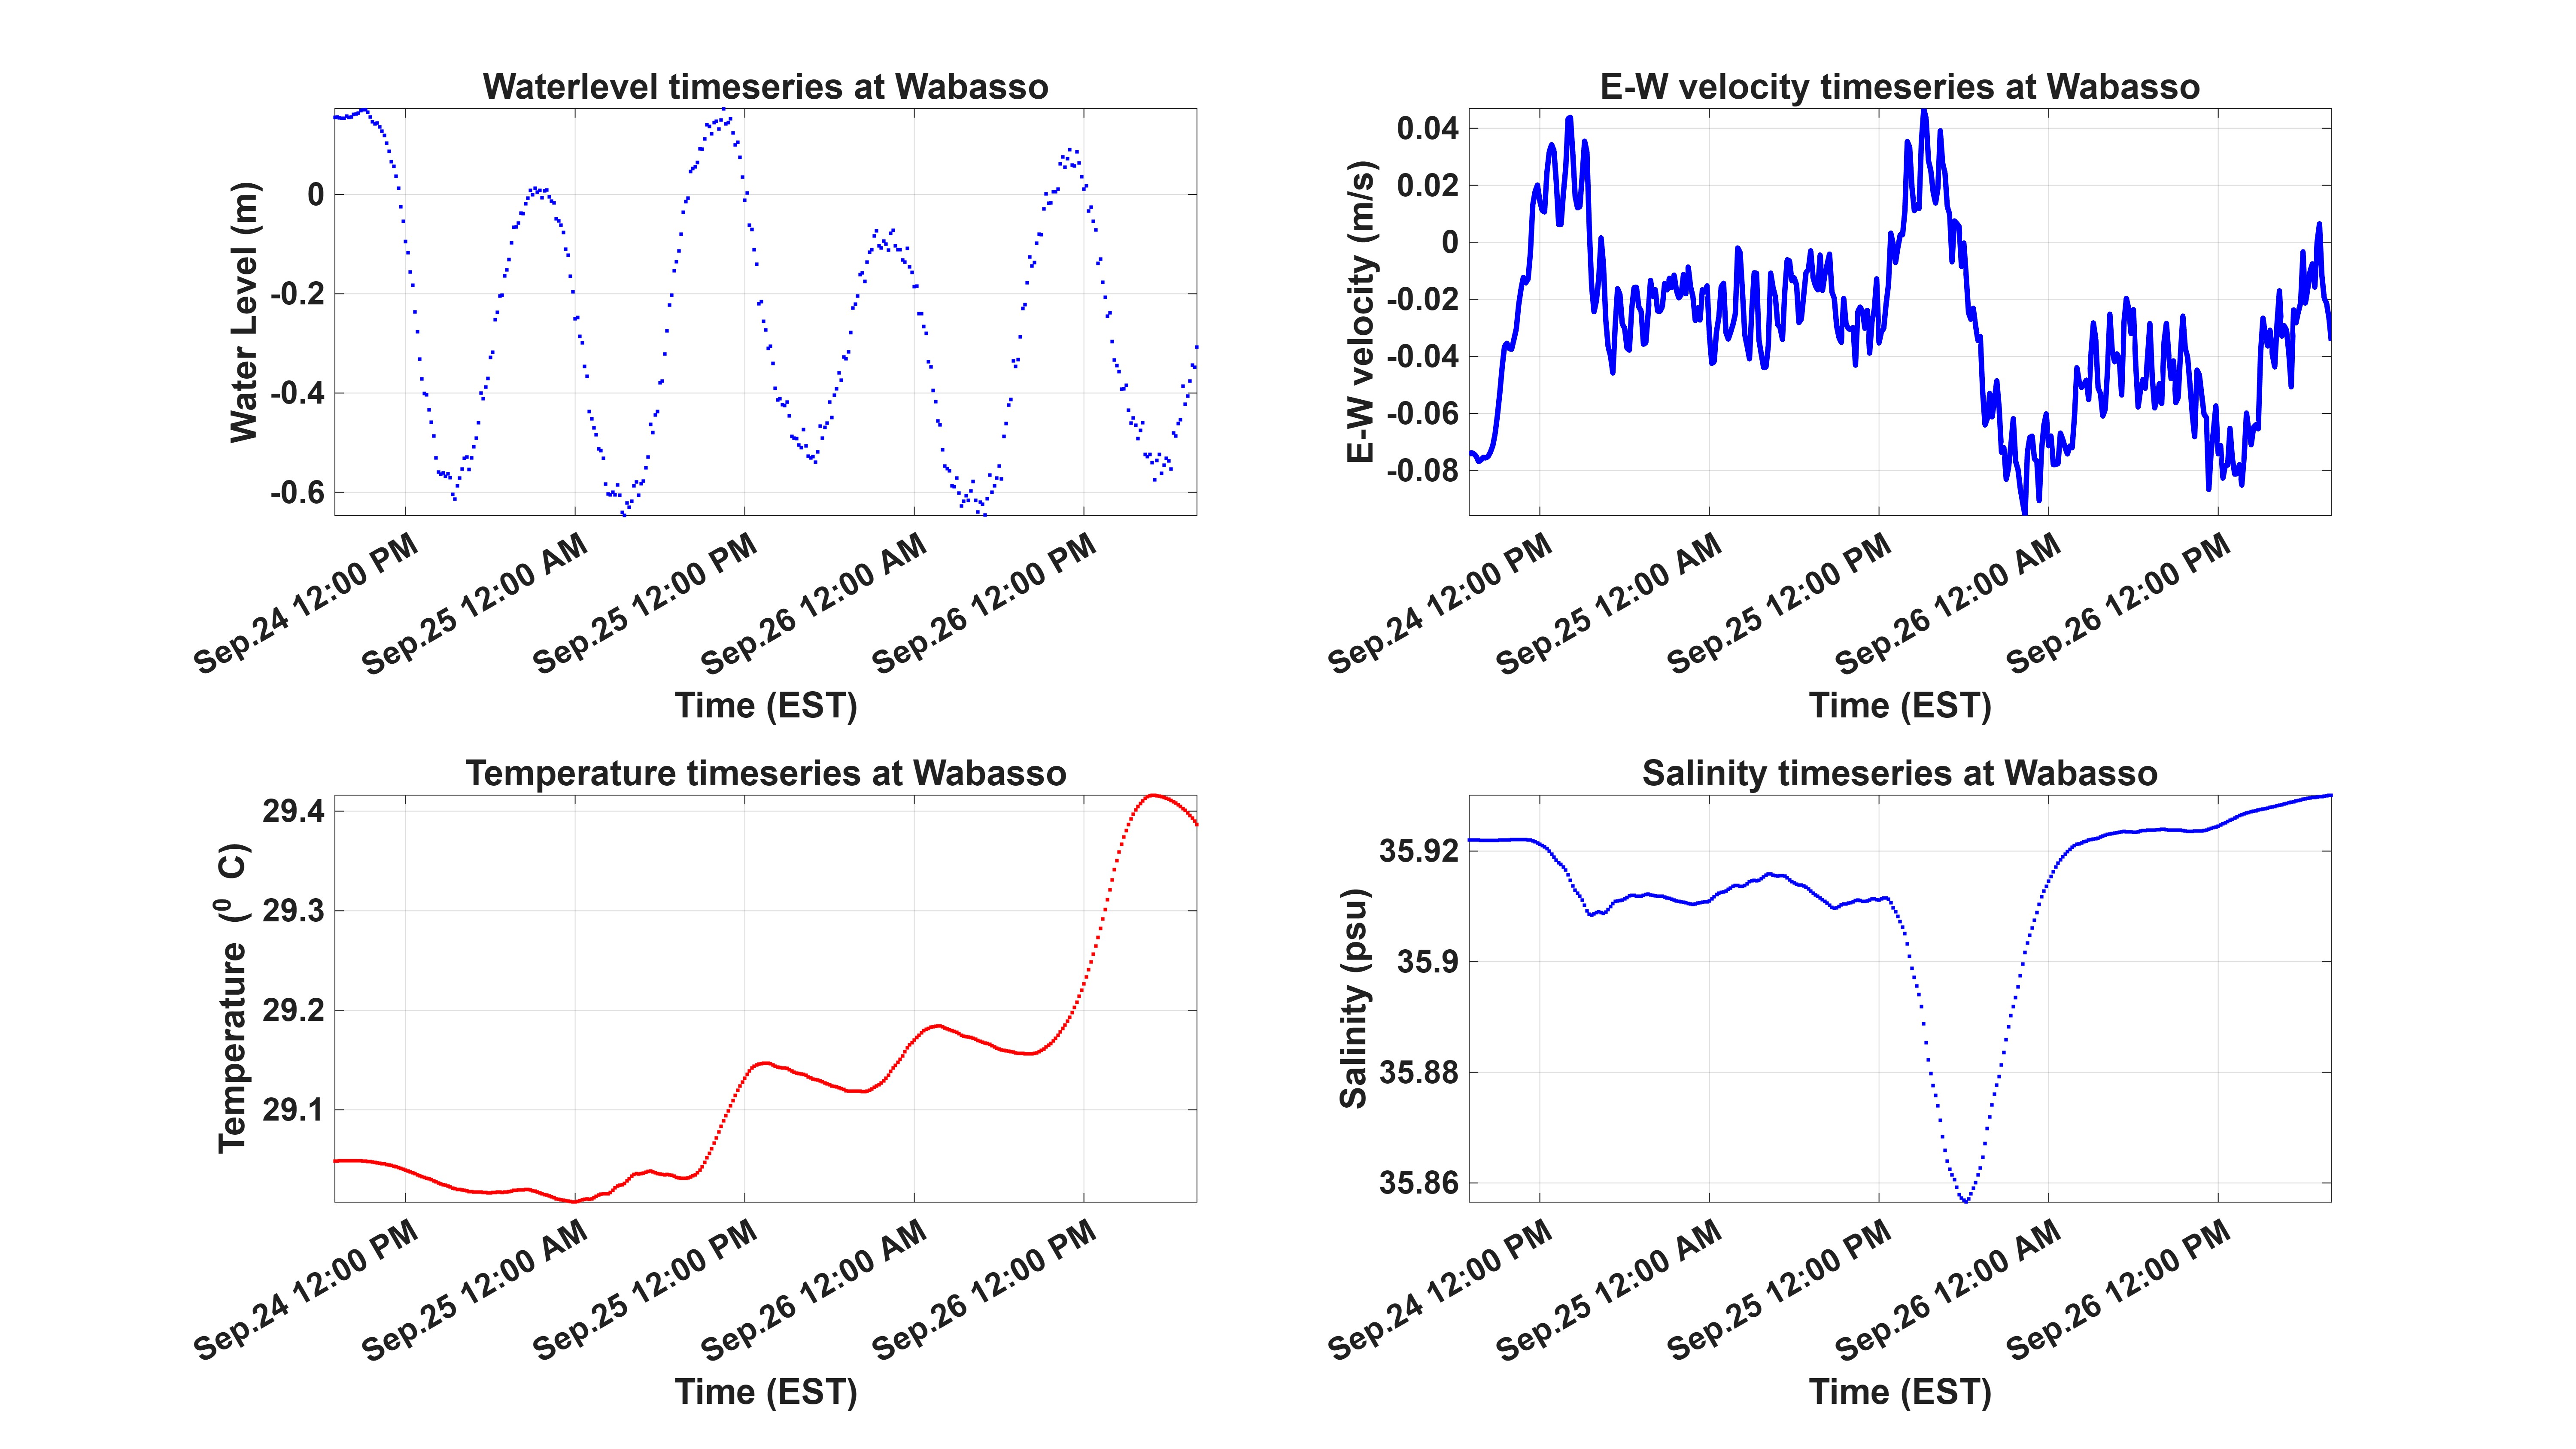 Waterlevel timeseries at Wabasso
Water Level (m)
0
-0.2
-0.4
-0.6
Sep.24 12:00 PM
Sep.25 12:00 AM
Sep.25 12:00 PM
Sep.26 12:00 AM
Sep.26 12:00 PM
Time (EST)
E-W velocity timeseries at Wabasso
E-W velocity (m/s)
0.04
0.02
0
-0.02
-0.04
-0.06
-0.08
Sep.24 12:00 PM
Sep.25 12:00 AM
Sep.25 12:00 PM
Sep.26 12:00 AM
Sep.26 12:00 PM
Time (EST)
Temperature timeseries at Wabasso
Temperature (⁰ C)
29.4
29.3
29.2
29.1
Sep.24 12:00 PM
Sep.25 12:00 AM
Sep.25 12:00 PM
Sep.26 12:00 AM
Sep.26 12:00 PM
Time (EST)
Salinity timeseries at Wabasso
Salinity (psu)
35.92
35.9
35.88
35.86
Sep.24 12:00 PM
Sep.25 12:00 AM
Sep.25 12:00 PM
Sep.26 12:00 AM
Sep.26 12:00 PM
Time (EST)